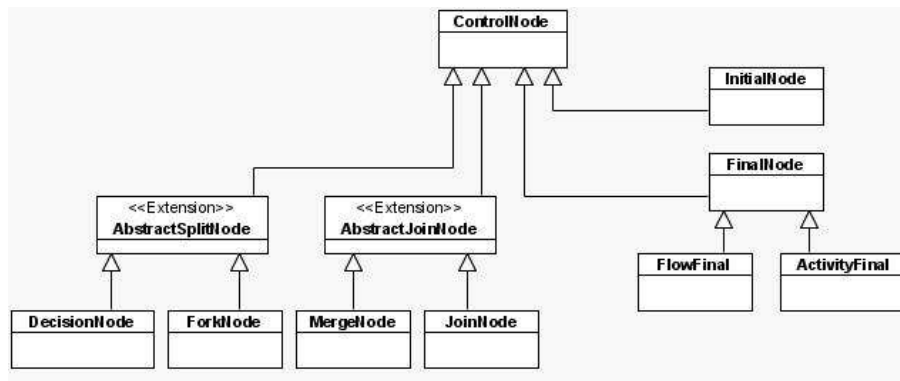 ControlNode
InitialNode
FinalNode
<<Extension>>
AbstractSplitNode
<<Extension>>
AbstractJoinNode
FlowFinal
ActivityFinal
DecisionNode
ForkNode
MergeNode
JoinNode